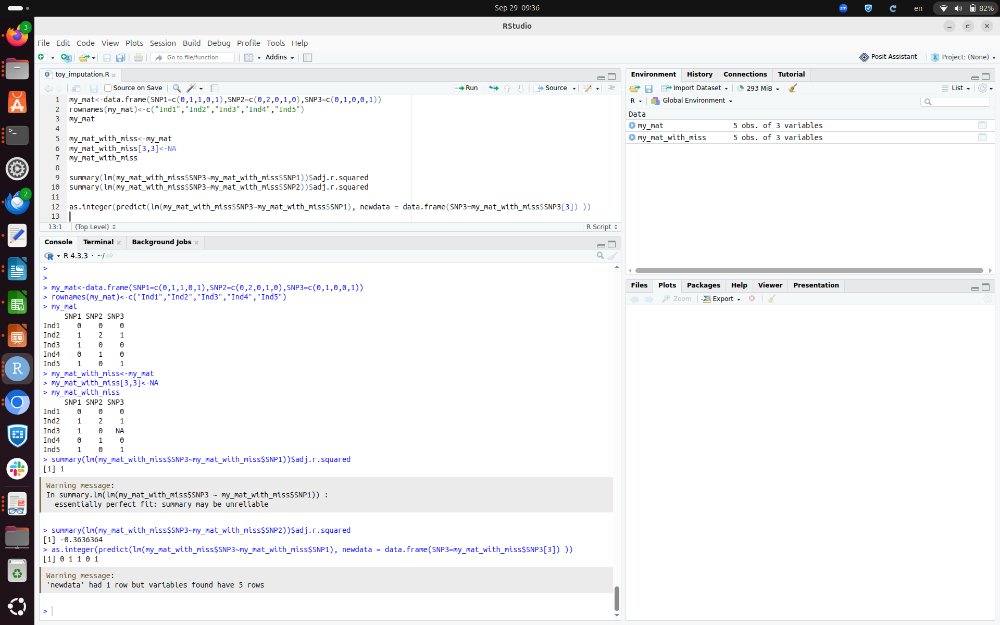 Sep 29 09:36
zm
en
82%
RStudio
3
File Edit Code View Plots Session Build Debug Profile Tools Help
Go to file/function
Addins
Posit Assistant
Project: (None)
toy_imputation.R
Source on Save
Run
Source
1 my_mat<-data.frame(SNP1=c(0,1,1,0,1),SNP2=c(0,2,0,1,0),SNP3=c(0,1,0,0,1))
2 rownames(my_mat)<-c("Ind1","Ind2","Ind3","Ind4","Ind5")
3 my_mat
4
5 my_mat_with_miss<-my_mat
6 my_mat_with_miss[3,3]<-NA
7 my_mat_with_miss
8
9 summary(lm(my_mat_with_miss$SNP3~my_mat_with_miss$SNP1))$adj.r.squared
10 summary(lm(my_mat_with_miss$SNP3~my_mat_with_miss$SNP2))$adj.r.squared
11
12 as.integer(predict(lm(my_mat_with_miss$SNP3~my_mat_with_miss$SNP1), newdata = data.frame(SNP3=my_mat_with_miss$SNP3[3]) ))
13
13:1 (Top Level) R Script
2
Console Terminal Background Jobs
R 4.3.3 · ~/
>
>
> my_mat<-data.frame(SNP1=c(0,1,1,0,1),SNP2=c(0,2,0,1,0),SNP3=c(0,1,0,0,1))
> rownames(my_mat)<-c("Ind1","Ind2","Ind3","Ind4","Ind5")
> my_mat
SNP1 SNP2 SNP3
Ind1 0 0 0
Ind2 1 2 1
Ind3 1 0 0
Ind4 0 1 0
Ind5 1 0 1
> my_mat_with_miss<-my_mat
> my_mat_with_miss[3,3]<-NA
> my_mat_with_miss
SNP1 SNP2 SNP3
Ind1 0 0 0
Ind2 1 2 1
Ind3 1 0 NA
Ind4 0 1 0
Ind5 1 0 1
> summary(lm(my_mat_with_miss$SNP3~my_mat_with_miss$SNP1))$adj.r.squared
[1] 1
Warning message:
In summary.lm(lm(my_mat_with_miss$SNP3 ~ my_mat_with_miss$SNP1)) :
essentially perfect fit: summary may be unreliable
> summary(lm(my_mat_with_miss$SNP3~my_mat_with_miss$SNP2))$adj.r.squared
[1] -0.3636364
> as.integer(predict(lm(my_mat_with_miss$SNP3~my_mat_with_miss$SNP1), newdata = data.frame(SNP3=my_mat_with_miss$SNP3[3]) ))
[1] 0 1 1 0 1
Warning message:
'newdata' had 1 row but variables found have 5 rows
>
Environment History Connections Tutorial
Import Dataset 293 MiB List
R Global Environment
Data
my_mat 5 obs. of 3 variables
my_mat_with_miss 5 obs. of 3 variables
Files Plots Packages Help Viewer Presentation
Zoom Export